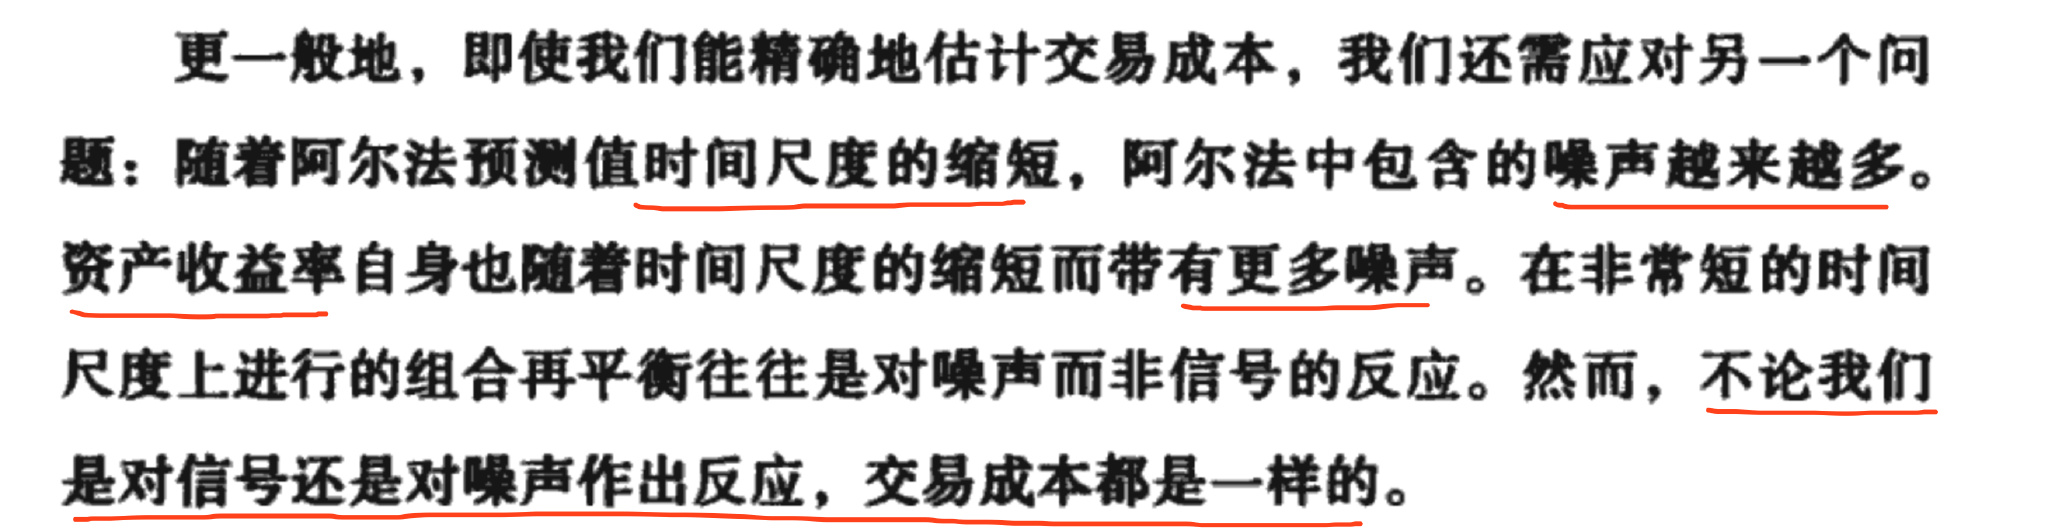 更一般地，即使我们能精确地估计交易成本，我们还需应对另一个问
题：随着阿尔法预测值时间尺度的缩短，阿尔法中包含的噪声越来越多。
资产收益率自身也随着时间尺度的缩短而带有更多噪声。在非常短的时间
尺度上进行的组合再平衡往往是对噪声而非信号的反应。然而，不论我们
是对信号还是对噪声作出反应，交易成本都是一样的。